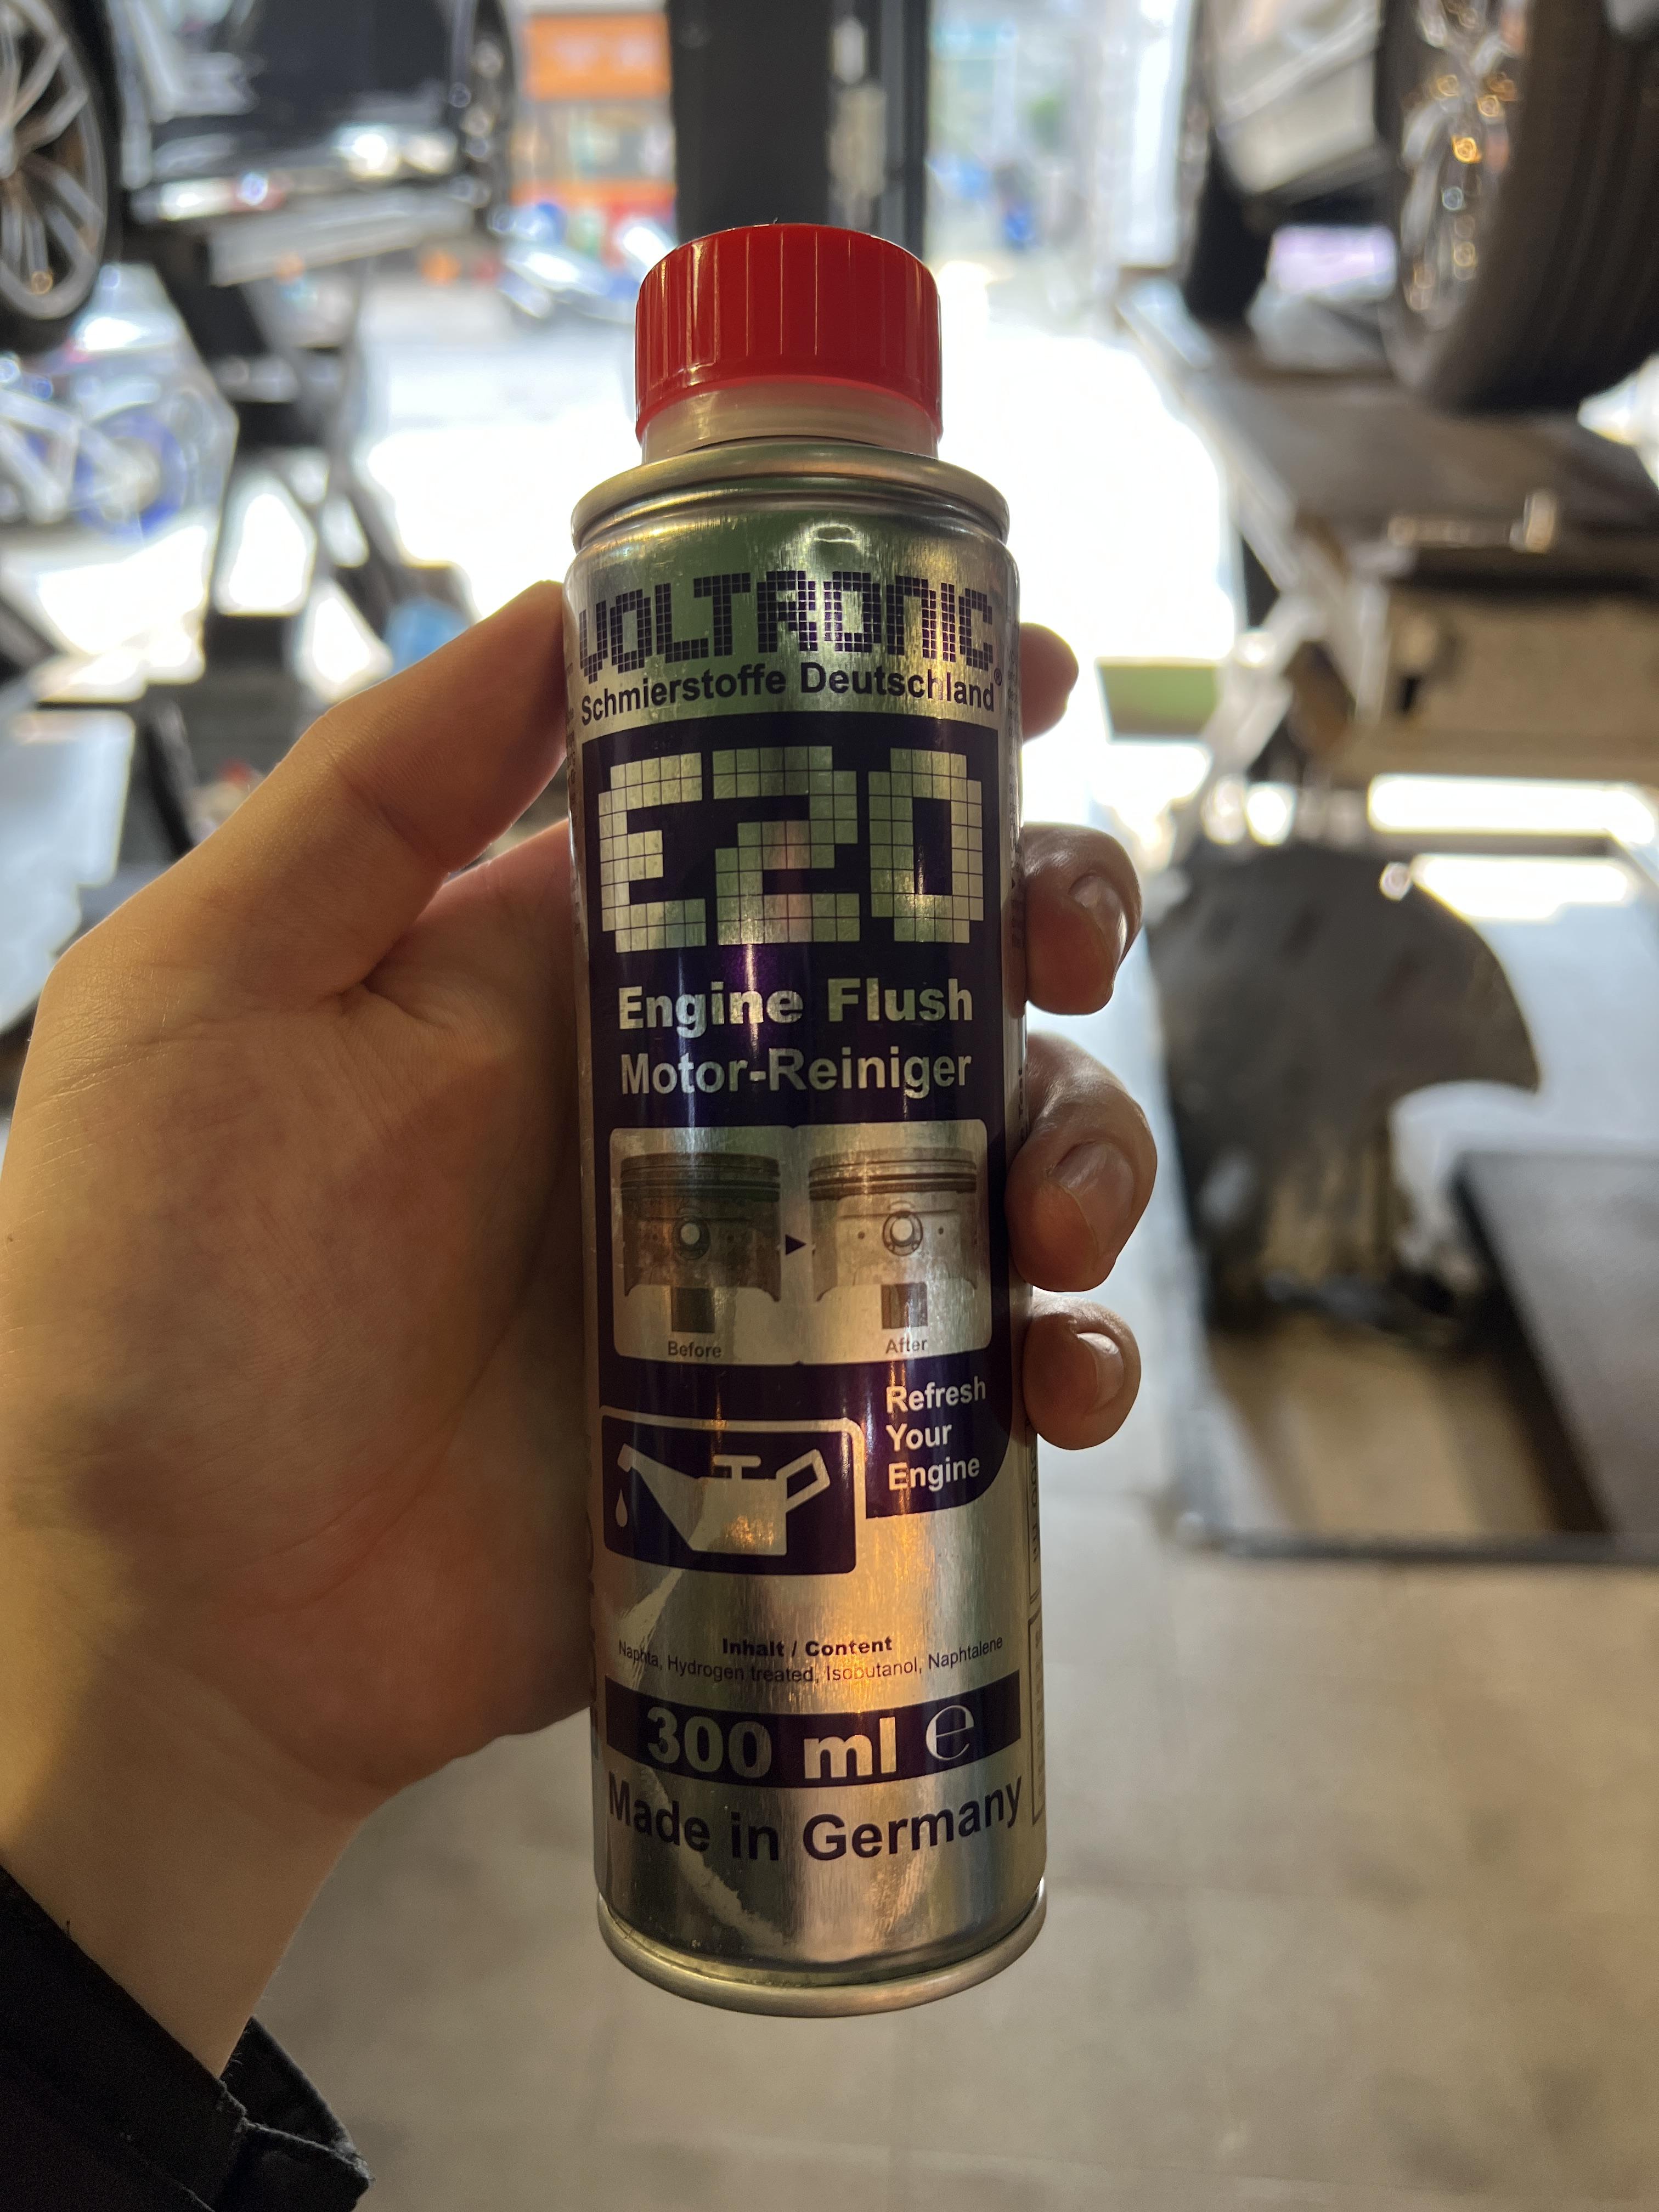 VOLTRONIC®
Schmierstoffe Deutschland
E20
Engine Flush
Motor-Reiniger
Before
After
Refresh
Your
Engine
Inhalt / Content
Naphta, Hydrogen treated, Isobutanol, Naphtalene
300 ml ℮
Made in Germany